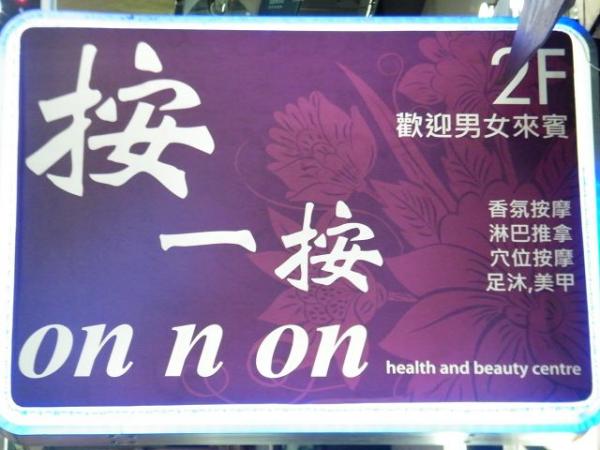 按
一按
on n on health and beauty centre
2F
歡迎男女來賓
香氛按摩
淋巴推拿
穴位按摩
足沐,美甲